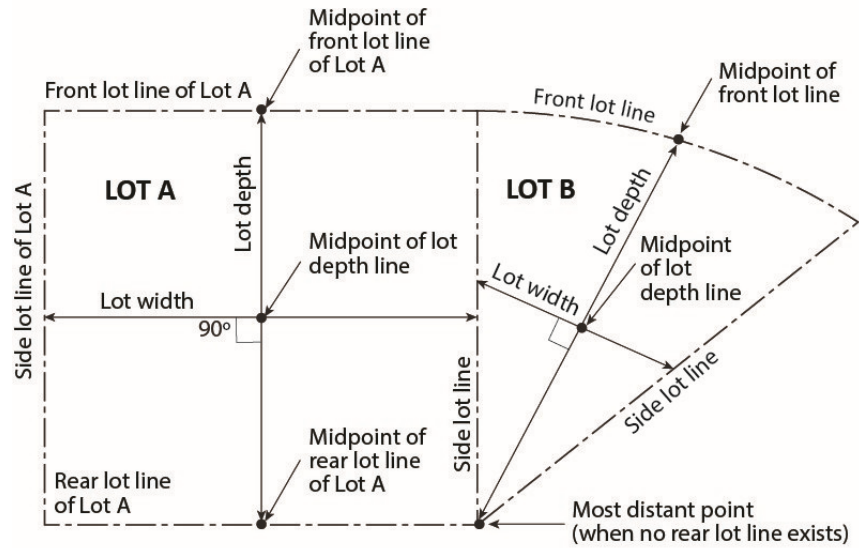 Midpoint of
front lot line
of Lot A
Front lot line of Lot A
Front lot line
Midpoint of
front lot line
LOT A
LOT B
Side lot line of Lot A
Lot depth
Lot depth
Midpoint of lot
depth line
Midpoint
of lot
depth line
Lot width
Lot width
90º
Side lot line
Side lot line
Midpoint of
rear lot line
of Lot A
Rear lot line
of Lot A
Most distant point
(when no rear lot line exists)